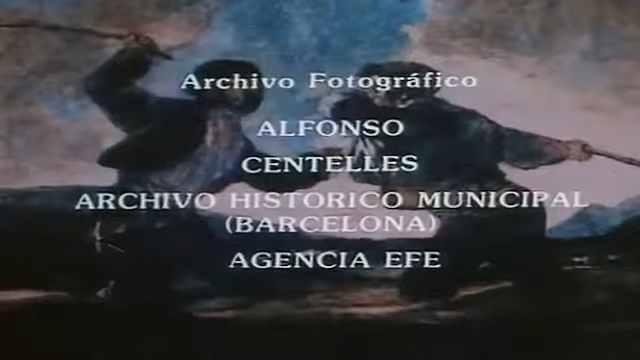 Archivo Fotográfico
ALFONSO
CENTELLES
ARCHIVO HISTORICO MUNICIPAL
(BARCELONA)
AGENCIA EFE